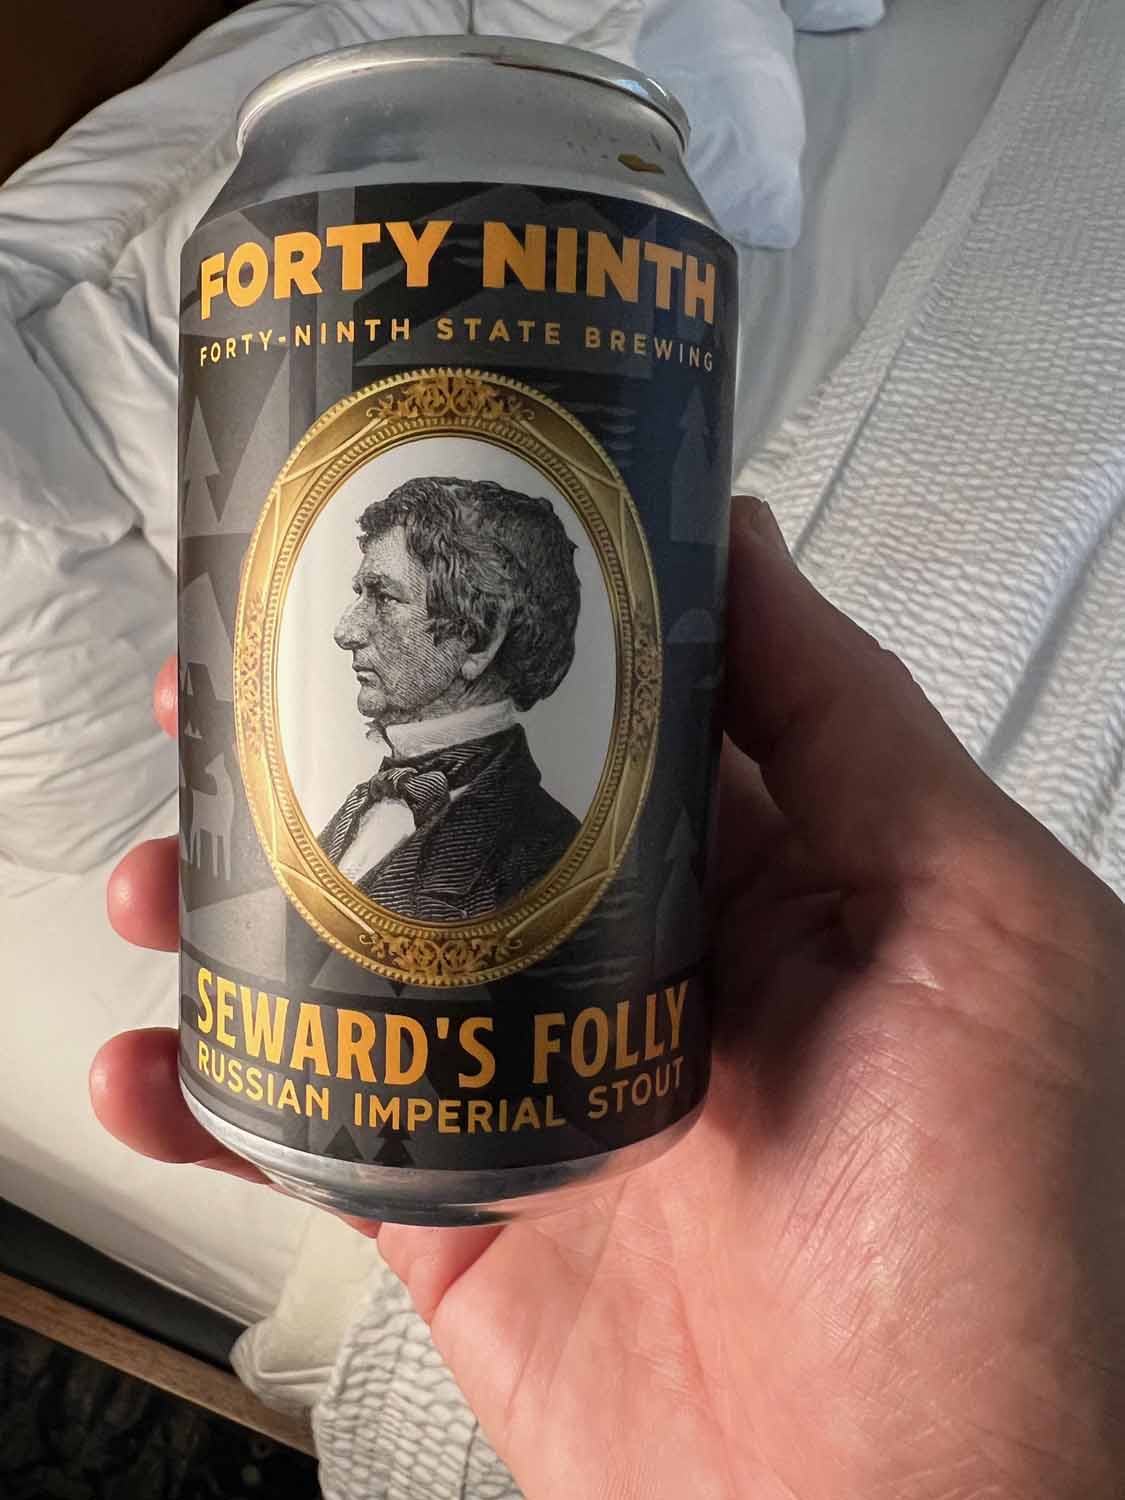 FORTY NINTH
FORTY-NINTH STATE BREWING
SEWARD'S FOLLY
RUSSIAN IMPERIAL STOUT